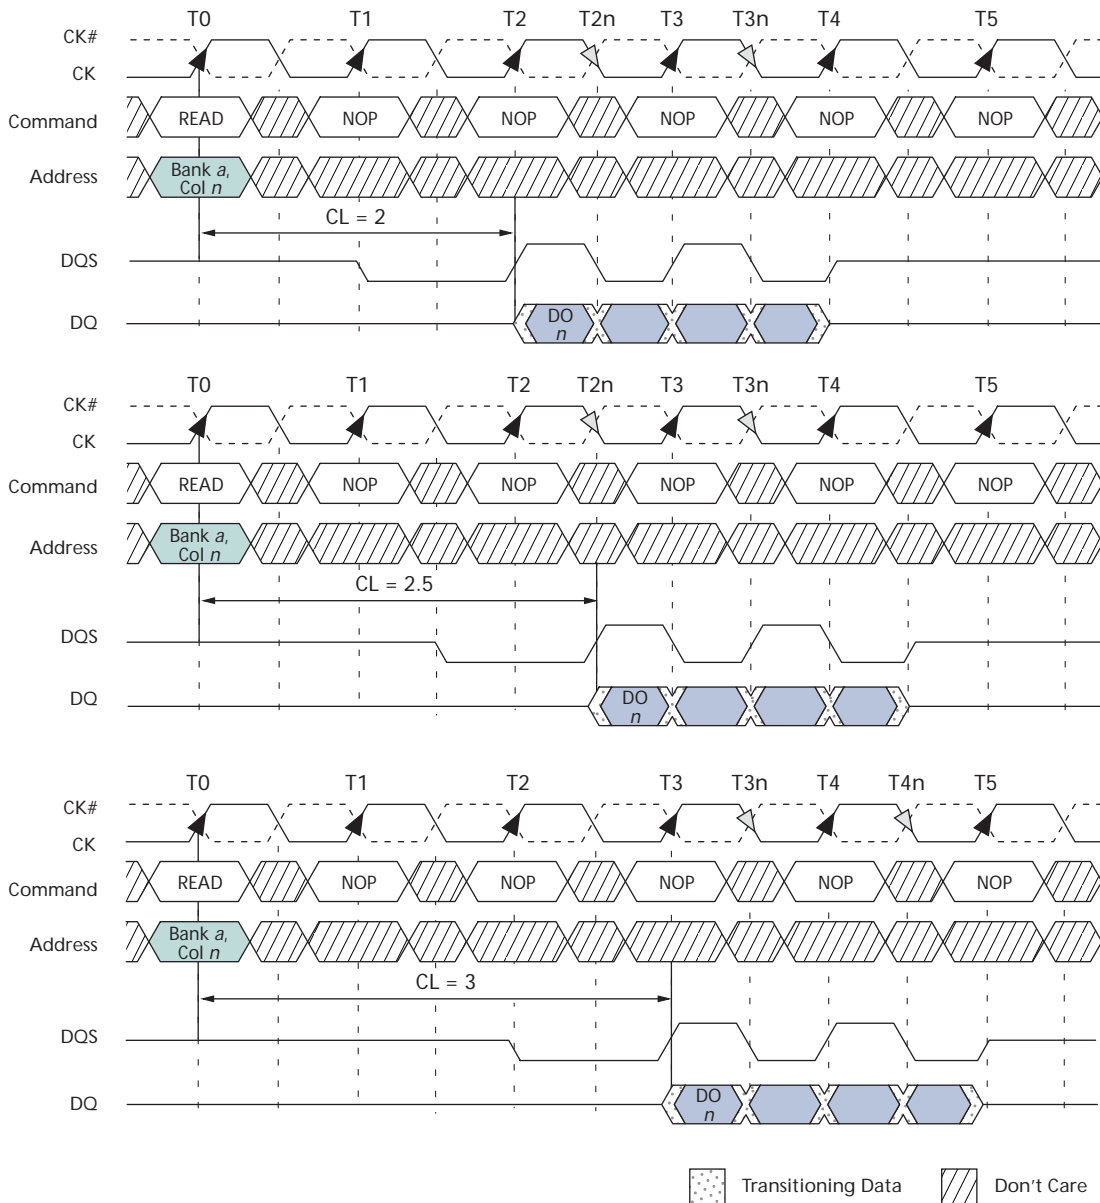 T0 T1 T2 T2n T3 T3n T4 T5
CK#
CK
Command READ NOP NOP NOP NOP NOP
Address Bank a,
Col n
CL = 2
DQS
DQ DO
n
T0 T1 T2 T2n T3 T3n T4 T5
CK#
CK
Command READ NOP NOP NOP NOP NOP
Address Bank a,
Col n
CL = 2.5
DQS
DQ DO
n
T0 T1 T2 T3 T3n T4 T4n T5
CK#
CK
Command READ NOP NOP NOP NOP NOP
Address Bank a,
Col n
CL = 3
DQS
DQ DO
n
Transitioning Data Don't Care